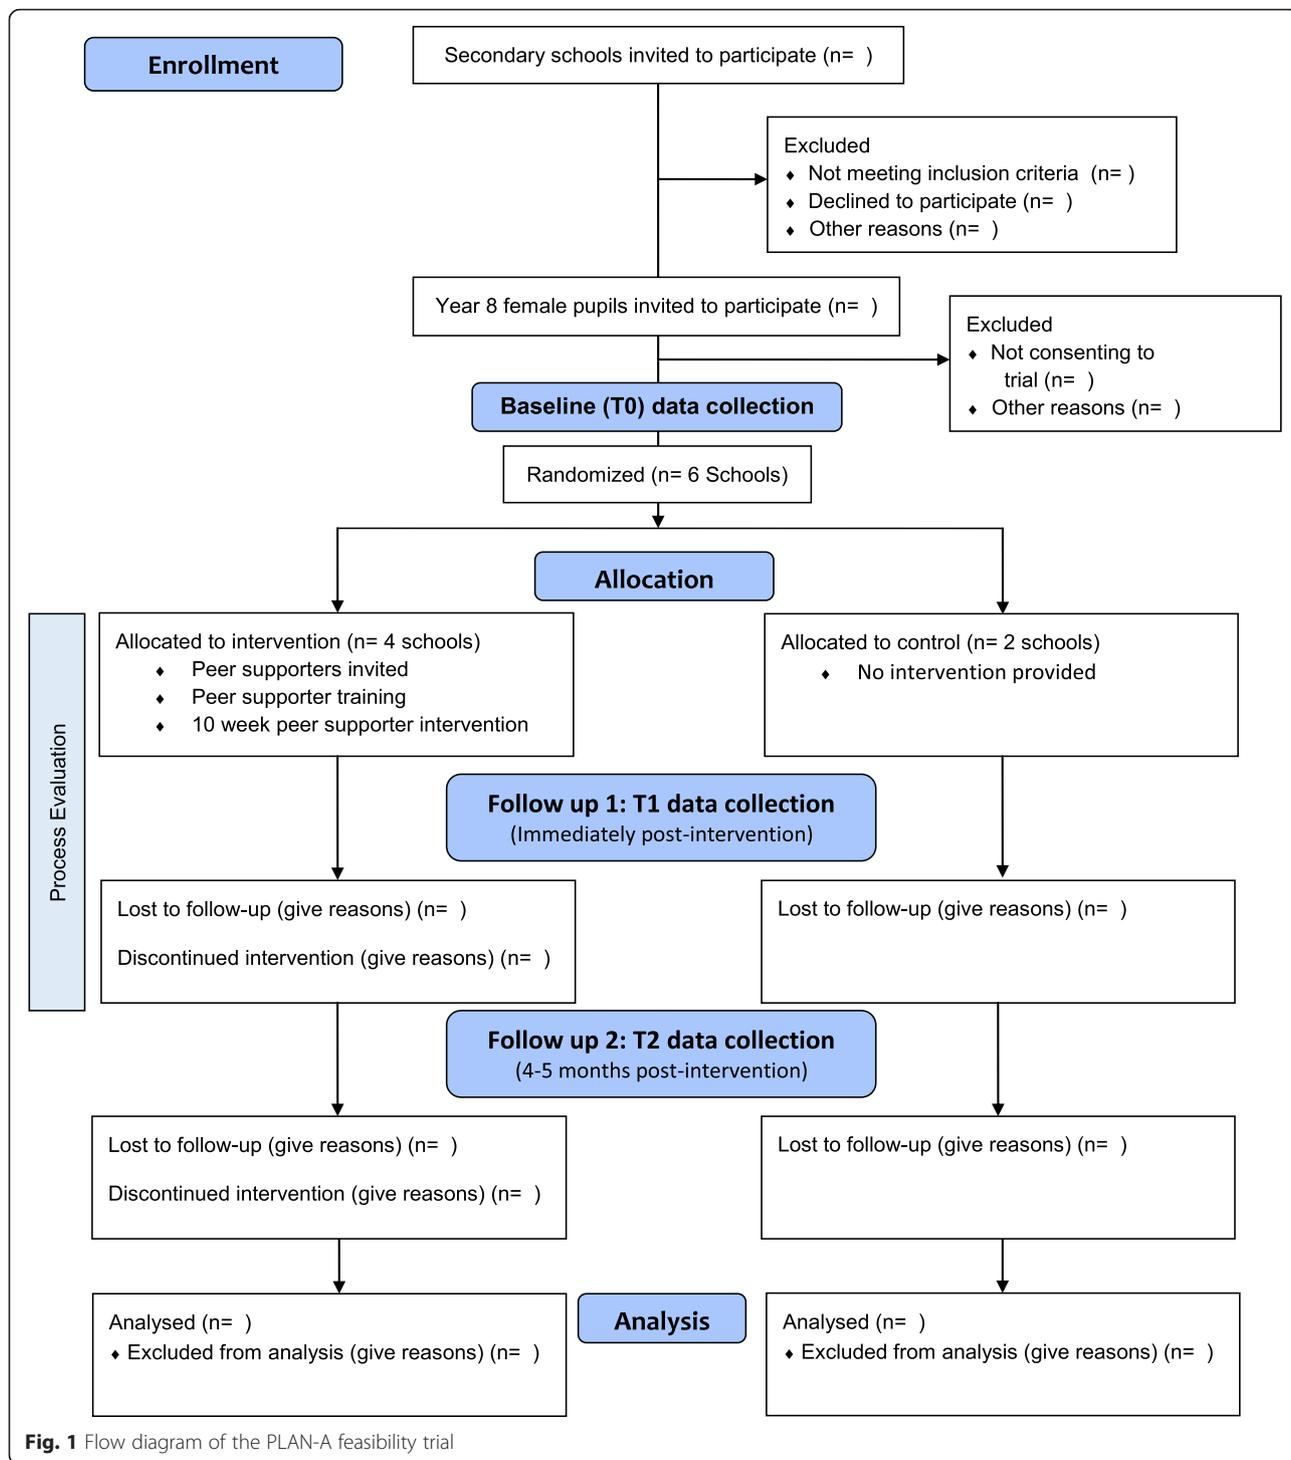 Enrollment
Secondary schools invited to participate (n=  )
Excluded
♦ Not meeting inclusion criteria  (n= )
♦ Declined to participate (n=  )
♦ Other reasons (n=  )
Year 8 female pupils invited to participate (n=  )
Excluded
♦ Not consenting to
trial (n=  )
♦ Other reasons (n=  )
Baseline (T0) data collection
Randomized (n= 6 Schools)
Allocation
Process Evaluation
Allocated to intervention (n= 4 schools)
♦ Peer supporters invited
♦ Peer supporter training
♦ 10 week peer supporter intervention
Allocated to control (n= 2 schools)
♦ No intervention provided
Follow up 1: T1 data collection
(Immediately post-intervention)
Lost to follow-up (give reasons) (n=  )
Discontinued intervention (give reasons) (n=  )
Lost to follow-up (give reasons) (n=  )
Follow up 2: T2 data collection
(4-5 months post-intervention)
Lost to follow-up (give reasons) (n=  )
Discontinued intervention (give reasons) (n=  )
Lost to follow-up (give reasons) (n=  )
Analysis
Analysed (n=  )
♦ Excluded from analysis (give reasons) (n=  )
Analysed (n=  )
♦ Excluded from analysis (give reasons) (n=  )
Fig. 1 Flow diagram of the PLAN-A feasibility trial